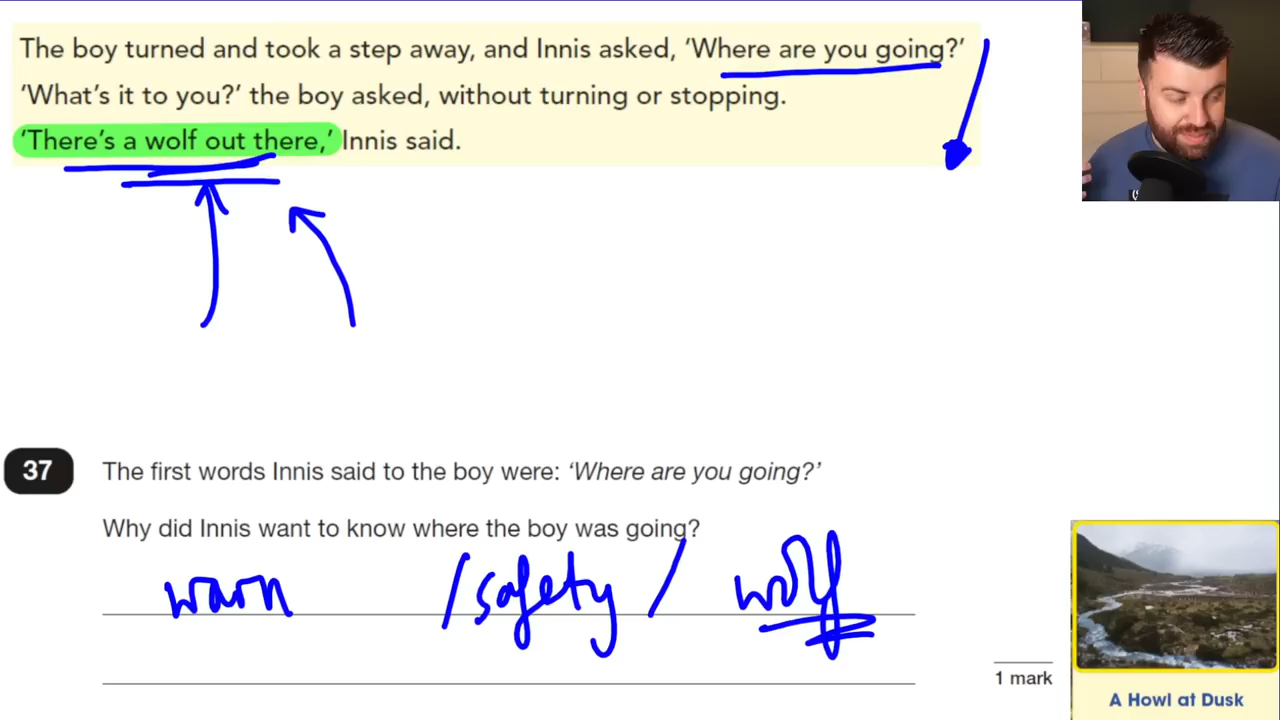 The boy turned and took a step away, and Innis asked, ‘Where are you going?’
‘What’s it to you?’ the boy asked, without turning or stopping.
‘There’s a wolf out there,’ Innis said.
37
The first words Innis said to the boy were: ‘Where are you going?’
Why did Innis want to know where the boy was going?
warn / safety / wolf
1 mark
A Howl at Dusk